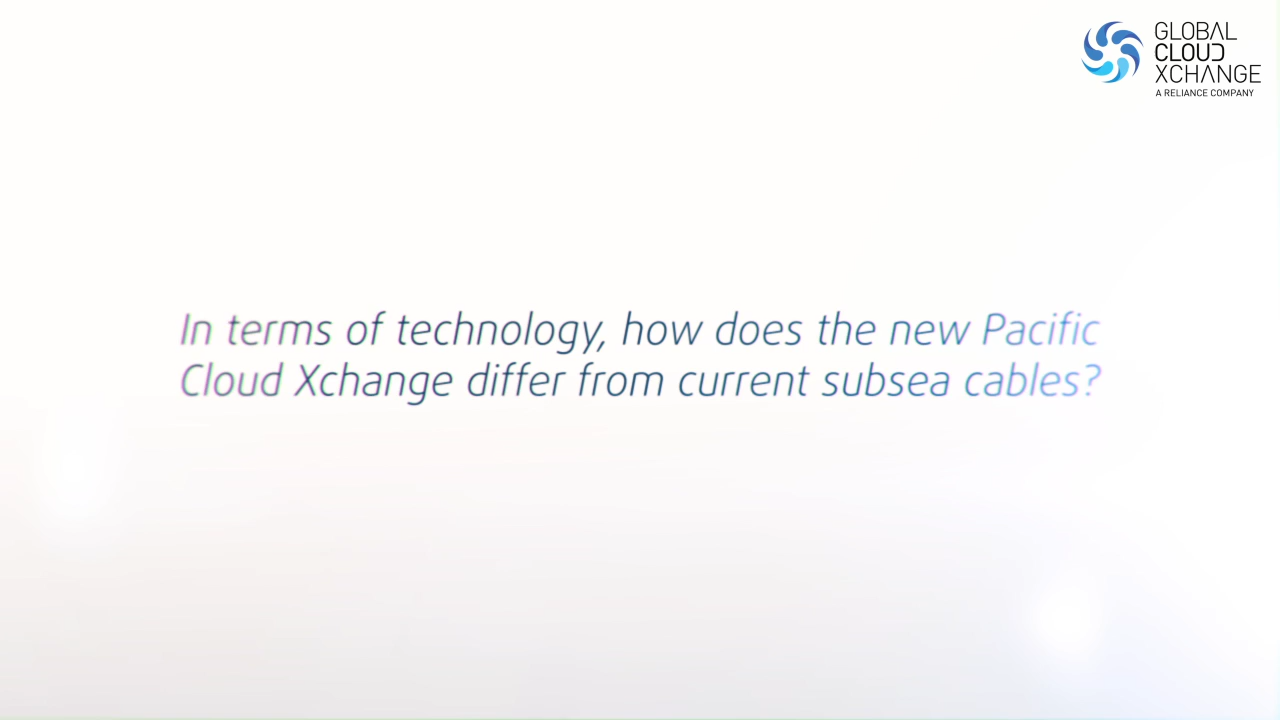 GLOBAL
CLOUD
XCHANGE
A RELIANCE COMPANY
In terms of technology, how does the new Pacific
Cloud Xchange differ from current subsea cables?